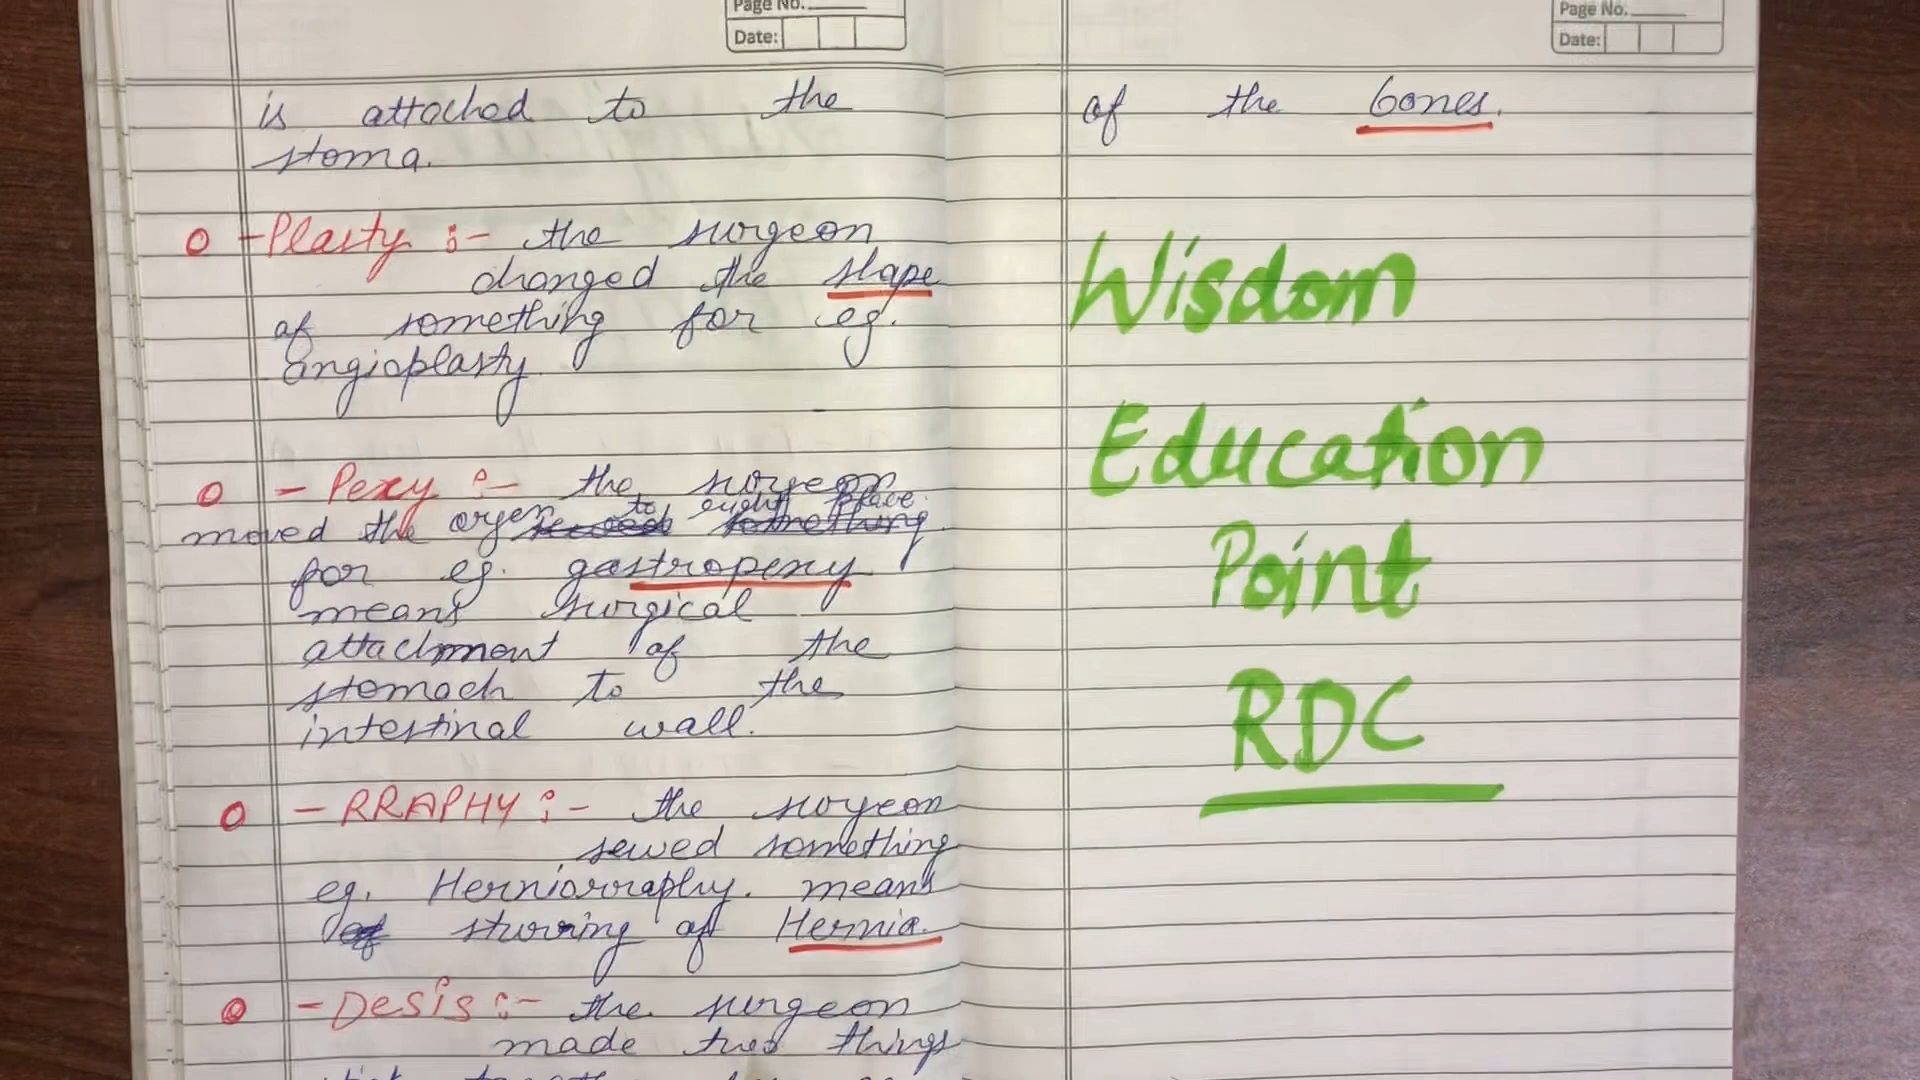 Page No.
Date:
is attached to the
stoma.
-Plasty :- the surgeon
changed the shape
of something for eg.
angioplasty.
- Pexy :- the surgeon
moved the organ to right place.
for eg. gastropexy
means surgical
attachment of the
stomach to the
intestinal wall.
- RRAPHY :- the surgeon
sewed something
eg. Herniorraphy. means
sturring of Hernia.
- Desis :- the surgeon
made two things
Page No.
Date:
of the bones.
Wisdom
Education
Point
RDC